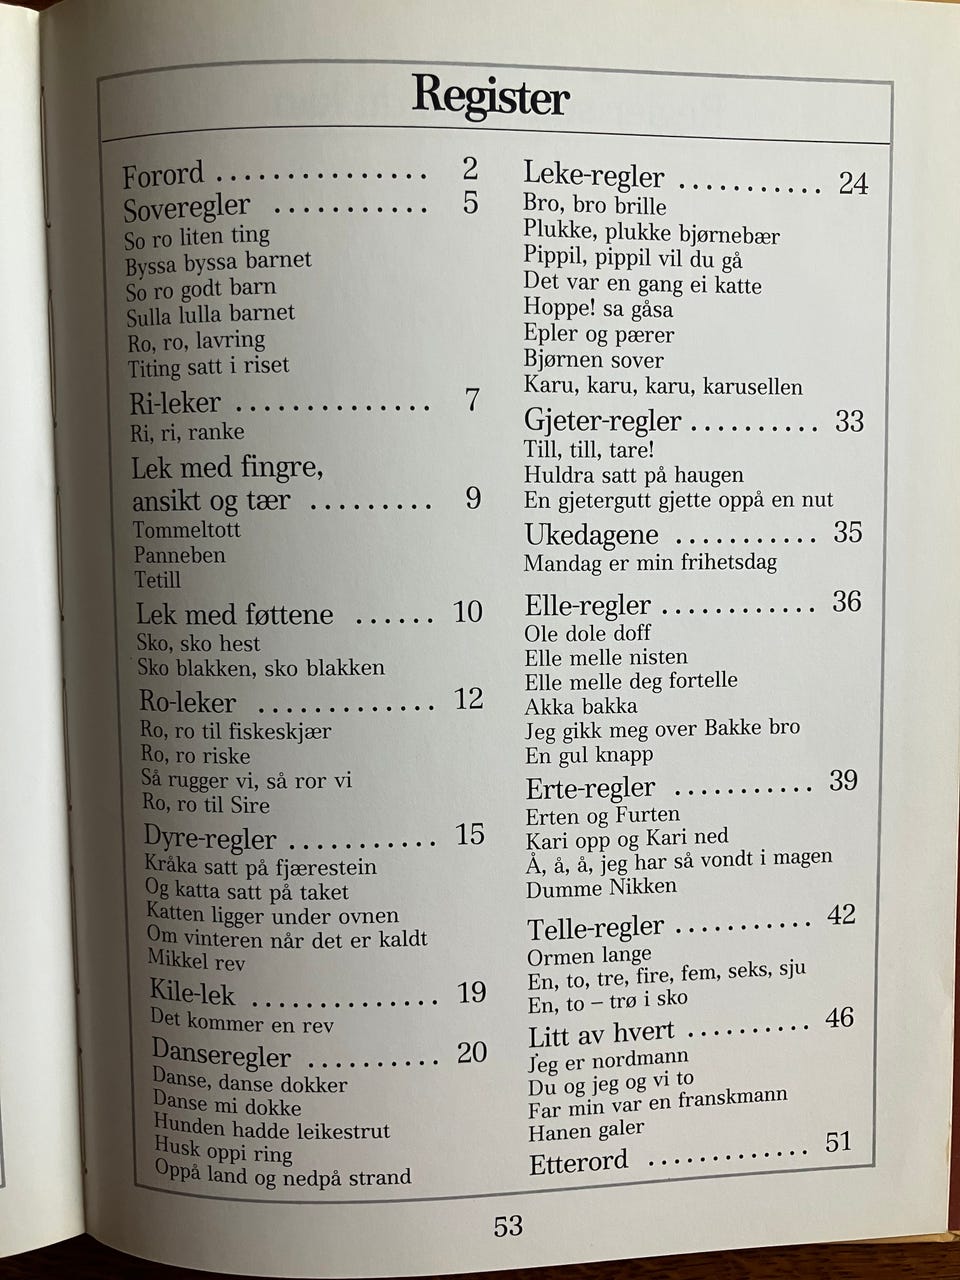 Register
Forord . . . . . . . . . . . . . . . 2
Soveregler . . . . . . . . . . . 5
So ro liten ting
Byssa byssa barnet
So ro godt barn
Sulla lulla barnet
Ro, ro, lavring
Titing satt i riset
Ri-leker . . . . . . . . . . . . . . 7
Ri, ri, ranke
Lek med fingre,
ansikt og tær . . . . . . . . . 9
Tommeltott
Panneben
Tetill
Lek med føttene . . . . . . 10
Sko, sko hest
Sko blakken, sko blakken
Ro-leker . . . . . . . . . . . . . 12
Ro, ro til fiskeskjær
Ro, ro riske
Så rugger vi, så ror vi
Ro, ro til Sire
Dyre-regler . . . . . . . . . . . 15
Kråka satt på fjærestein
Og katta satt på taket
Katten ligger under ovnen
Om vinteren når det er kaldt
Mikkel rev
Kile-lek . . . . . . . . . . . . . . 19
Det kommer en rev
Danseregler . . . . . . . . . . 20
Danse, danse dokker
Danse mi dokke
Hunden hadde leikestrut
Husk oppi ring
Oppå land og nedpå strand
Leke-regler . . . . . . . . . . . 24
Bro, bro brille
Plukke, plukke bjørnebær
Pippil, pippil vil du gå
Det var en gang ei katte
Hoppe! sa gåsa
Epler og pærer
Bjørnen sover
Karu, karu, karu, karusellen
Gjeter-regler . . . . . . . . . . 33
Till, till, tare!
Huldra satt på haugen
En gjetergutt gjette oppå en nut
Ukedagene . . . . . . . . . . . 35
Mandag er min frihetsdag
Elle-regler . . . . . . . . . . . . 36
Ole dole doff
Elle melle nisten
Elle melle deg fortelle
Akka bakka
Jeg gikk meg over Bakke bro
En gul knapp
Erte-regler . . . . . . . . . . . 39
Erten og Furten
Kari opp og Kari ned
Å, å, å, jeg har så vondt i magen
Dumme Nikken
Telle-regler . . . . . . . . . . . 42
Ormen lange
En, to, tre, fire, fem, seks, sju
En, to – trø i sko
Litt av hvert . . . . . . . . . . 46
Jeg er nordmann
Du og jeg og vi to
Far min var en franskmann
Hanen galer
Etterord . . . . . . . . . . . . . 51
53